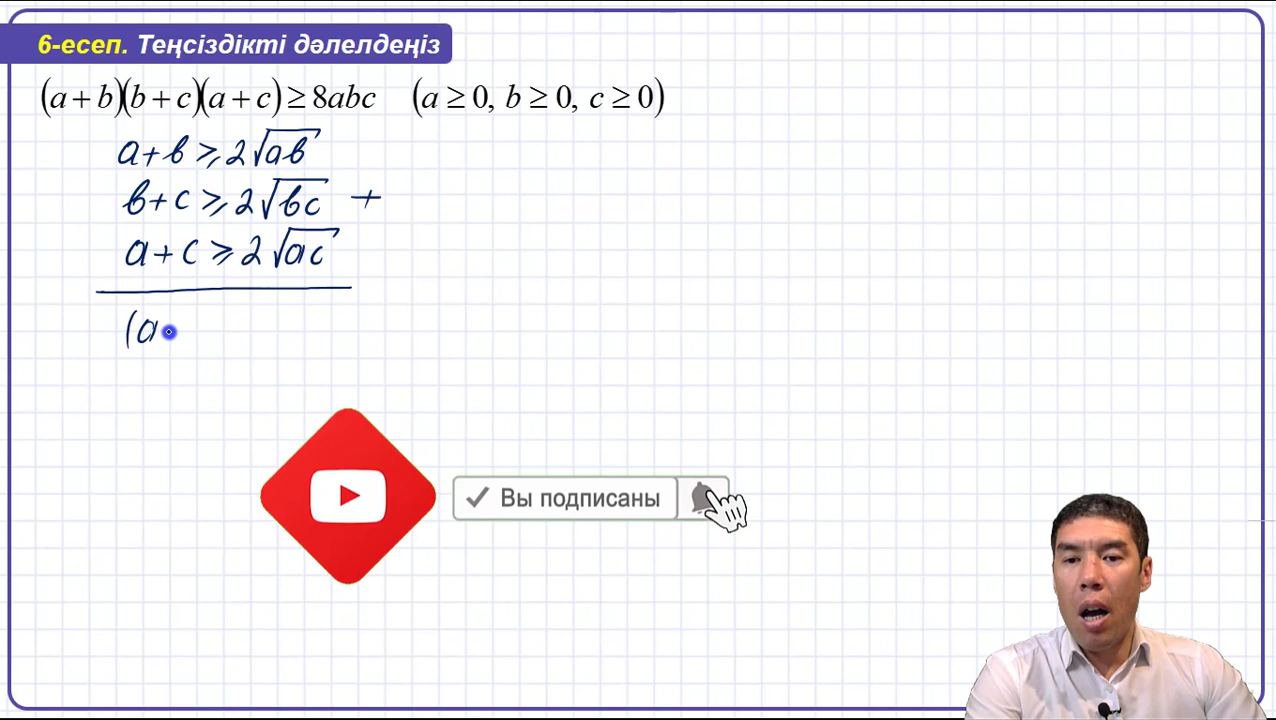 6-есеп. Теңсіздікті дәлелдеңіз
(a + b)(b + c)(a + c) ≥ 8abc (a ≥ 0, b ≥ 0, c ≥ 0)
a+b ≥ 2√ab
b+c ≥ 2√bc +
a+c ≥ 2√ac
(a
Вы подписаны